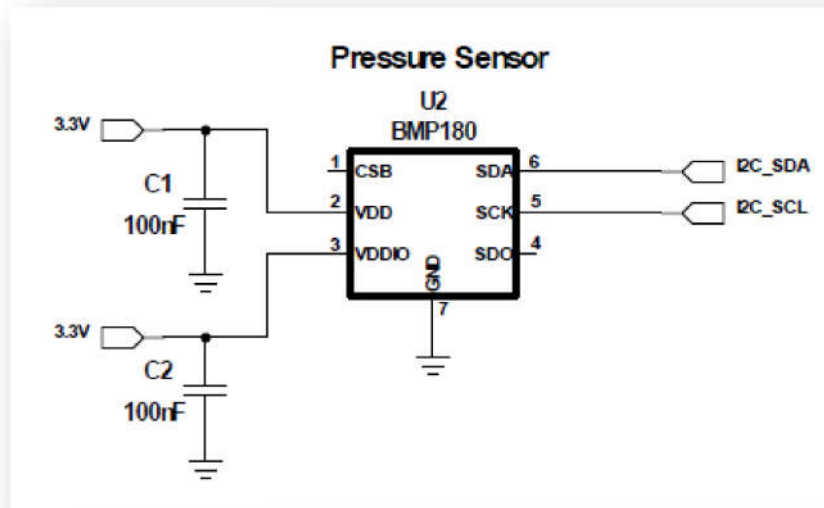 Pressure Sensor
U2
BMP180
3.3V
C1
100nF
1 CSB
2 VDD
3 VDDIO
SDA 6
SCK 5
SDO 4
GND
7
I2C_SDA
I2C_SCL
3.3V
C2
100nF